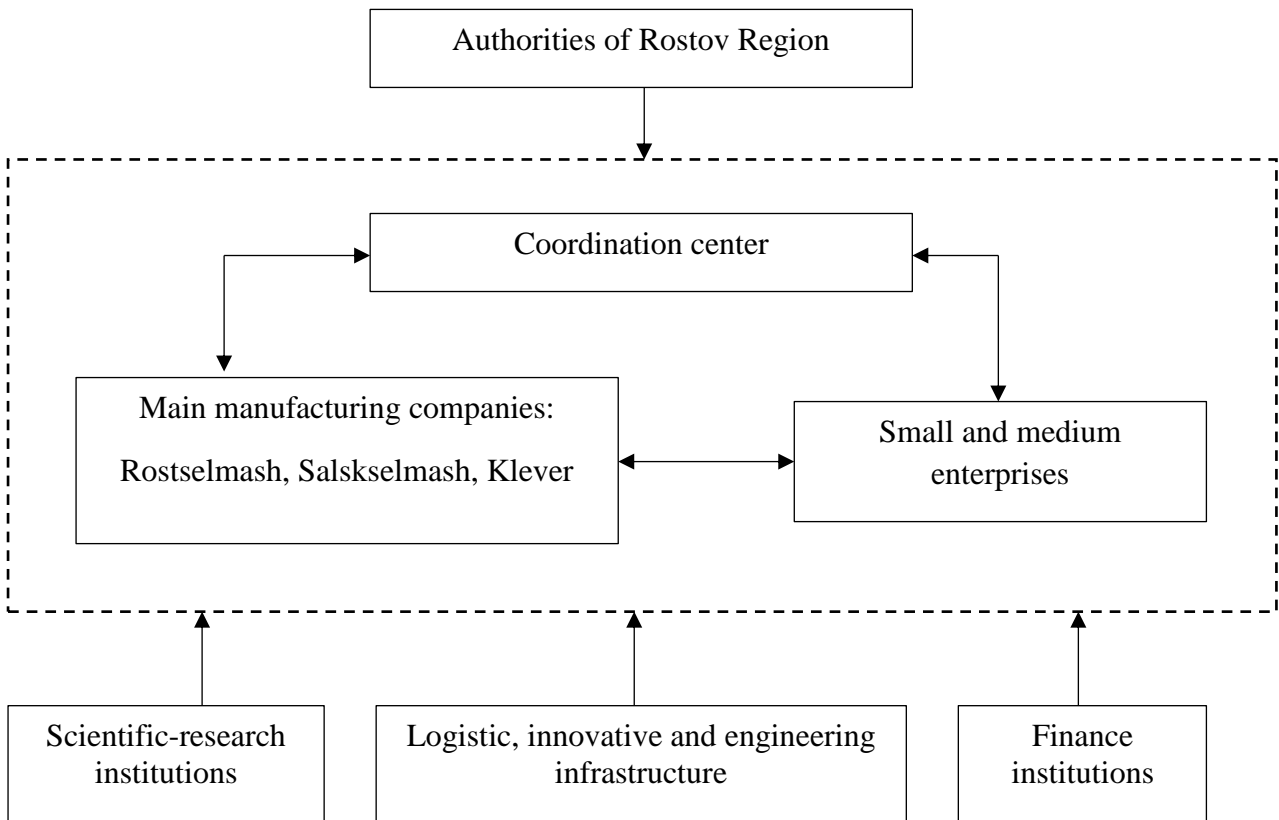 Authorities of Rostov Region
Coordination center
Main manufacturing companies:
Rostselmash, Salskselmash, Klever
Small and medium
enterprises
Scientific-research
institutions
Logistic, innovative and engineering
infrastructure
Finance
institutions